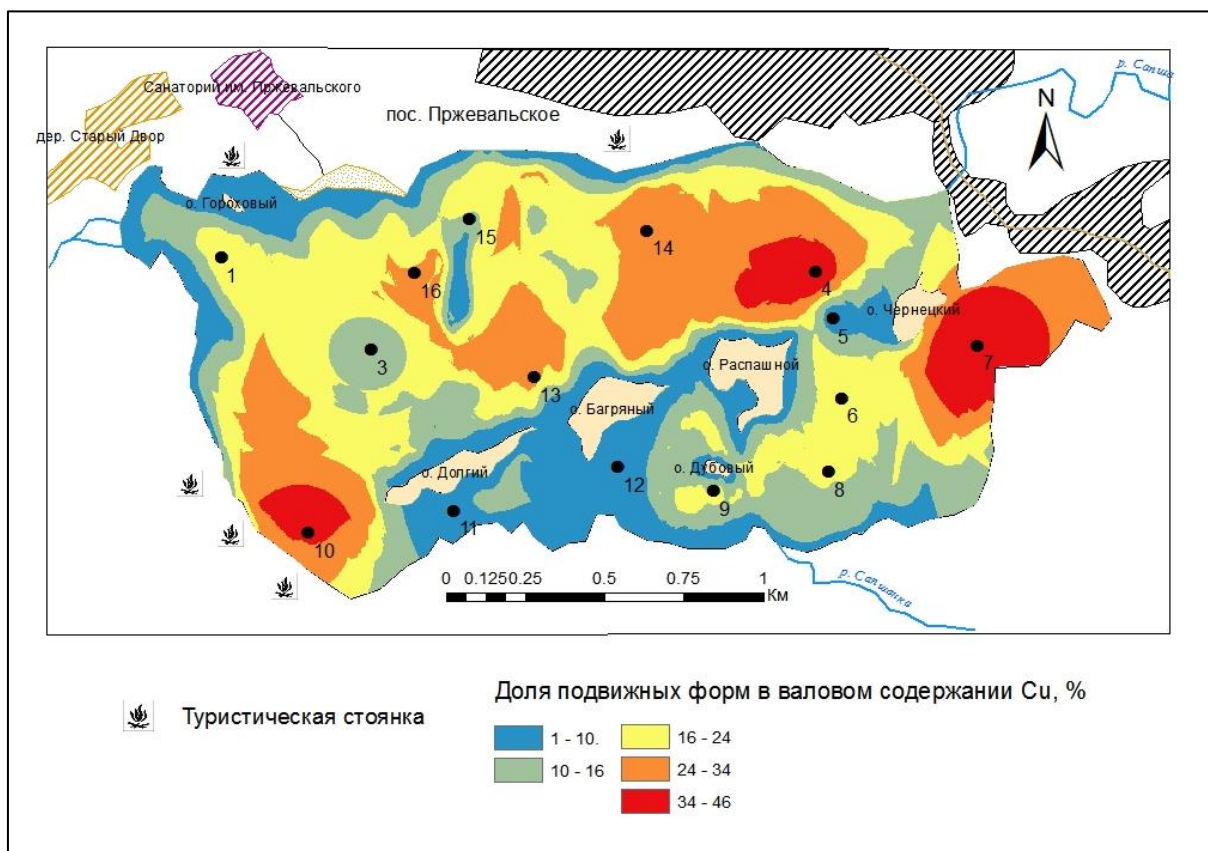 р. Сапша
Санаторий им. Пржевальского
N
пос. Пржевальское
дер. Старый Двор
о. Гороховый
15
14
1
16
4
о. Чернецкий
5
3
7
о. Распашной
13
6
о. Багряный
о. Долгий
12
о. Дубовый
8
9
11
10
0 0.125 0.25 0.5 0.75 1
Км
р. Сапшанка
Доля подвижных форм в валовом содержании Cu, %
Туристическая стоянка
1 - 10. 16 - 24
10 - 16 24 - 34
34 - 46